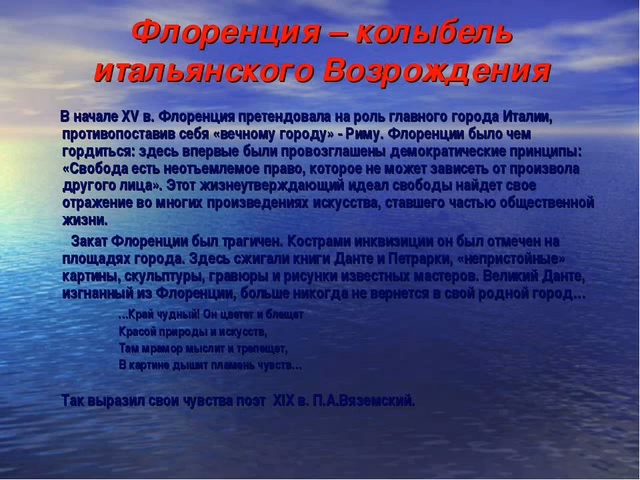 Флоренция – колыбель
итальянского Возрождения
В начале XV в. Флоренция претендовала на роль главного города Италии,
противопоставив себя «вечному городу» - Риму. Флоренции было чем
гордиться: здесь впервые были провозглашены демократические принципы:
«Свобода есть неотъемлемое право, которое не может зависеть от произвола
другого лица». Этот жизнеутверждающий идеал свободы найдет свое
отражение во многих произведениях искусства, ставшего частью общественной
жизни.
Закат Флоренции был трагичен. Кострами инквизиции он был отмечен на
площадях города. Здесь сжигали книги Данте и Петрарки, «непристойные»
картины, скульптуры, гравюры и рисунки известных мастеров. Великий Данте,
изгнанный из Флоренции, больше никогда не вернется в свой родной город…
…Край чудный! Он цветет и блещет
Красой природы и искусств,
Там мрамор мыслит и трепещет,
В картине дышит пламень чувств…
Так выразил свои чувства поэт XIX в. П.А.Вяземский.